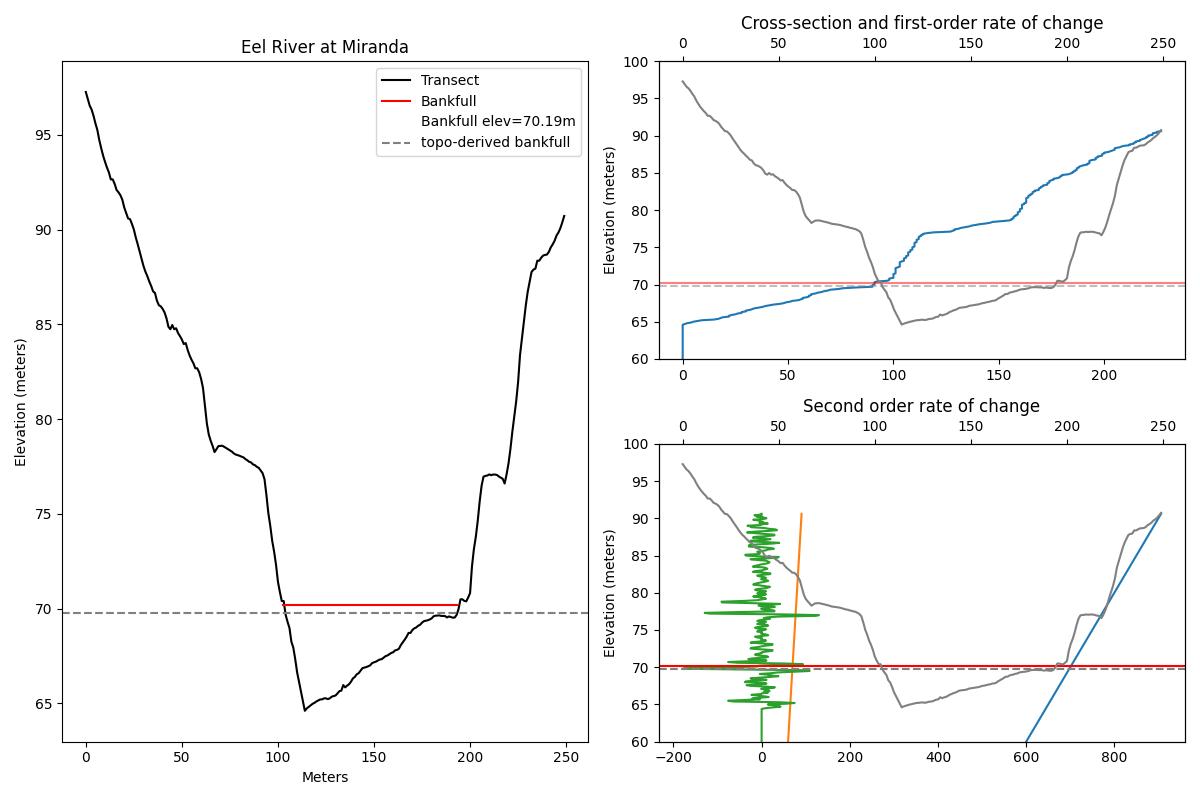 Eel River at Miranda
Transect
Bankfull
Bankfull elev=70.19m
topo-derived bankfull
Elevation (meters)
95
90
85
80
75
70
65
0 50 100 150 200 250
Meters
Cross-section and first-order rate of change
0 50 100 150 200 250
Elevation (meters)
100
95
90
85
80
75
70
65
60
0 50 100 150 200
Second order rate of change
0 50 100 150 200 250
Elevation (meters)
100
95
90
85
80
75
70
65
60
−200 0 200 400 600 800